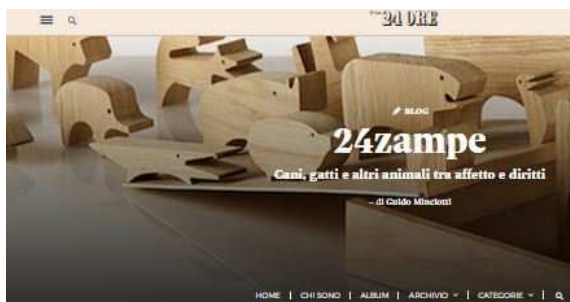 24 ORE
BLOG
24zampe
Cani, gatti e altri animali tra affetto e diritti
– di Guido Minciotti
HOME | CHI SONO | ALBUM | ARCHIVIO | CATEGORIE |